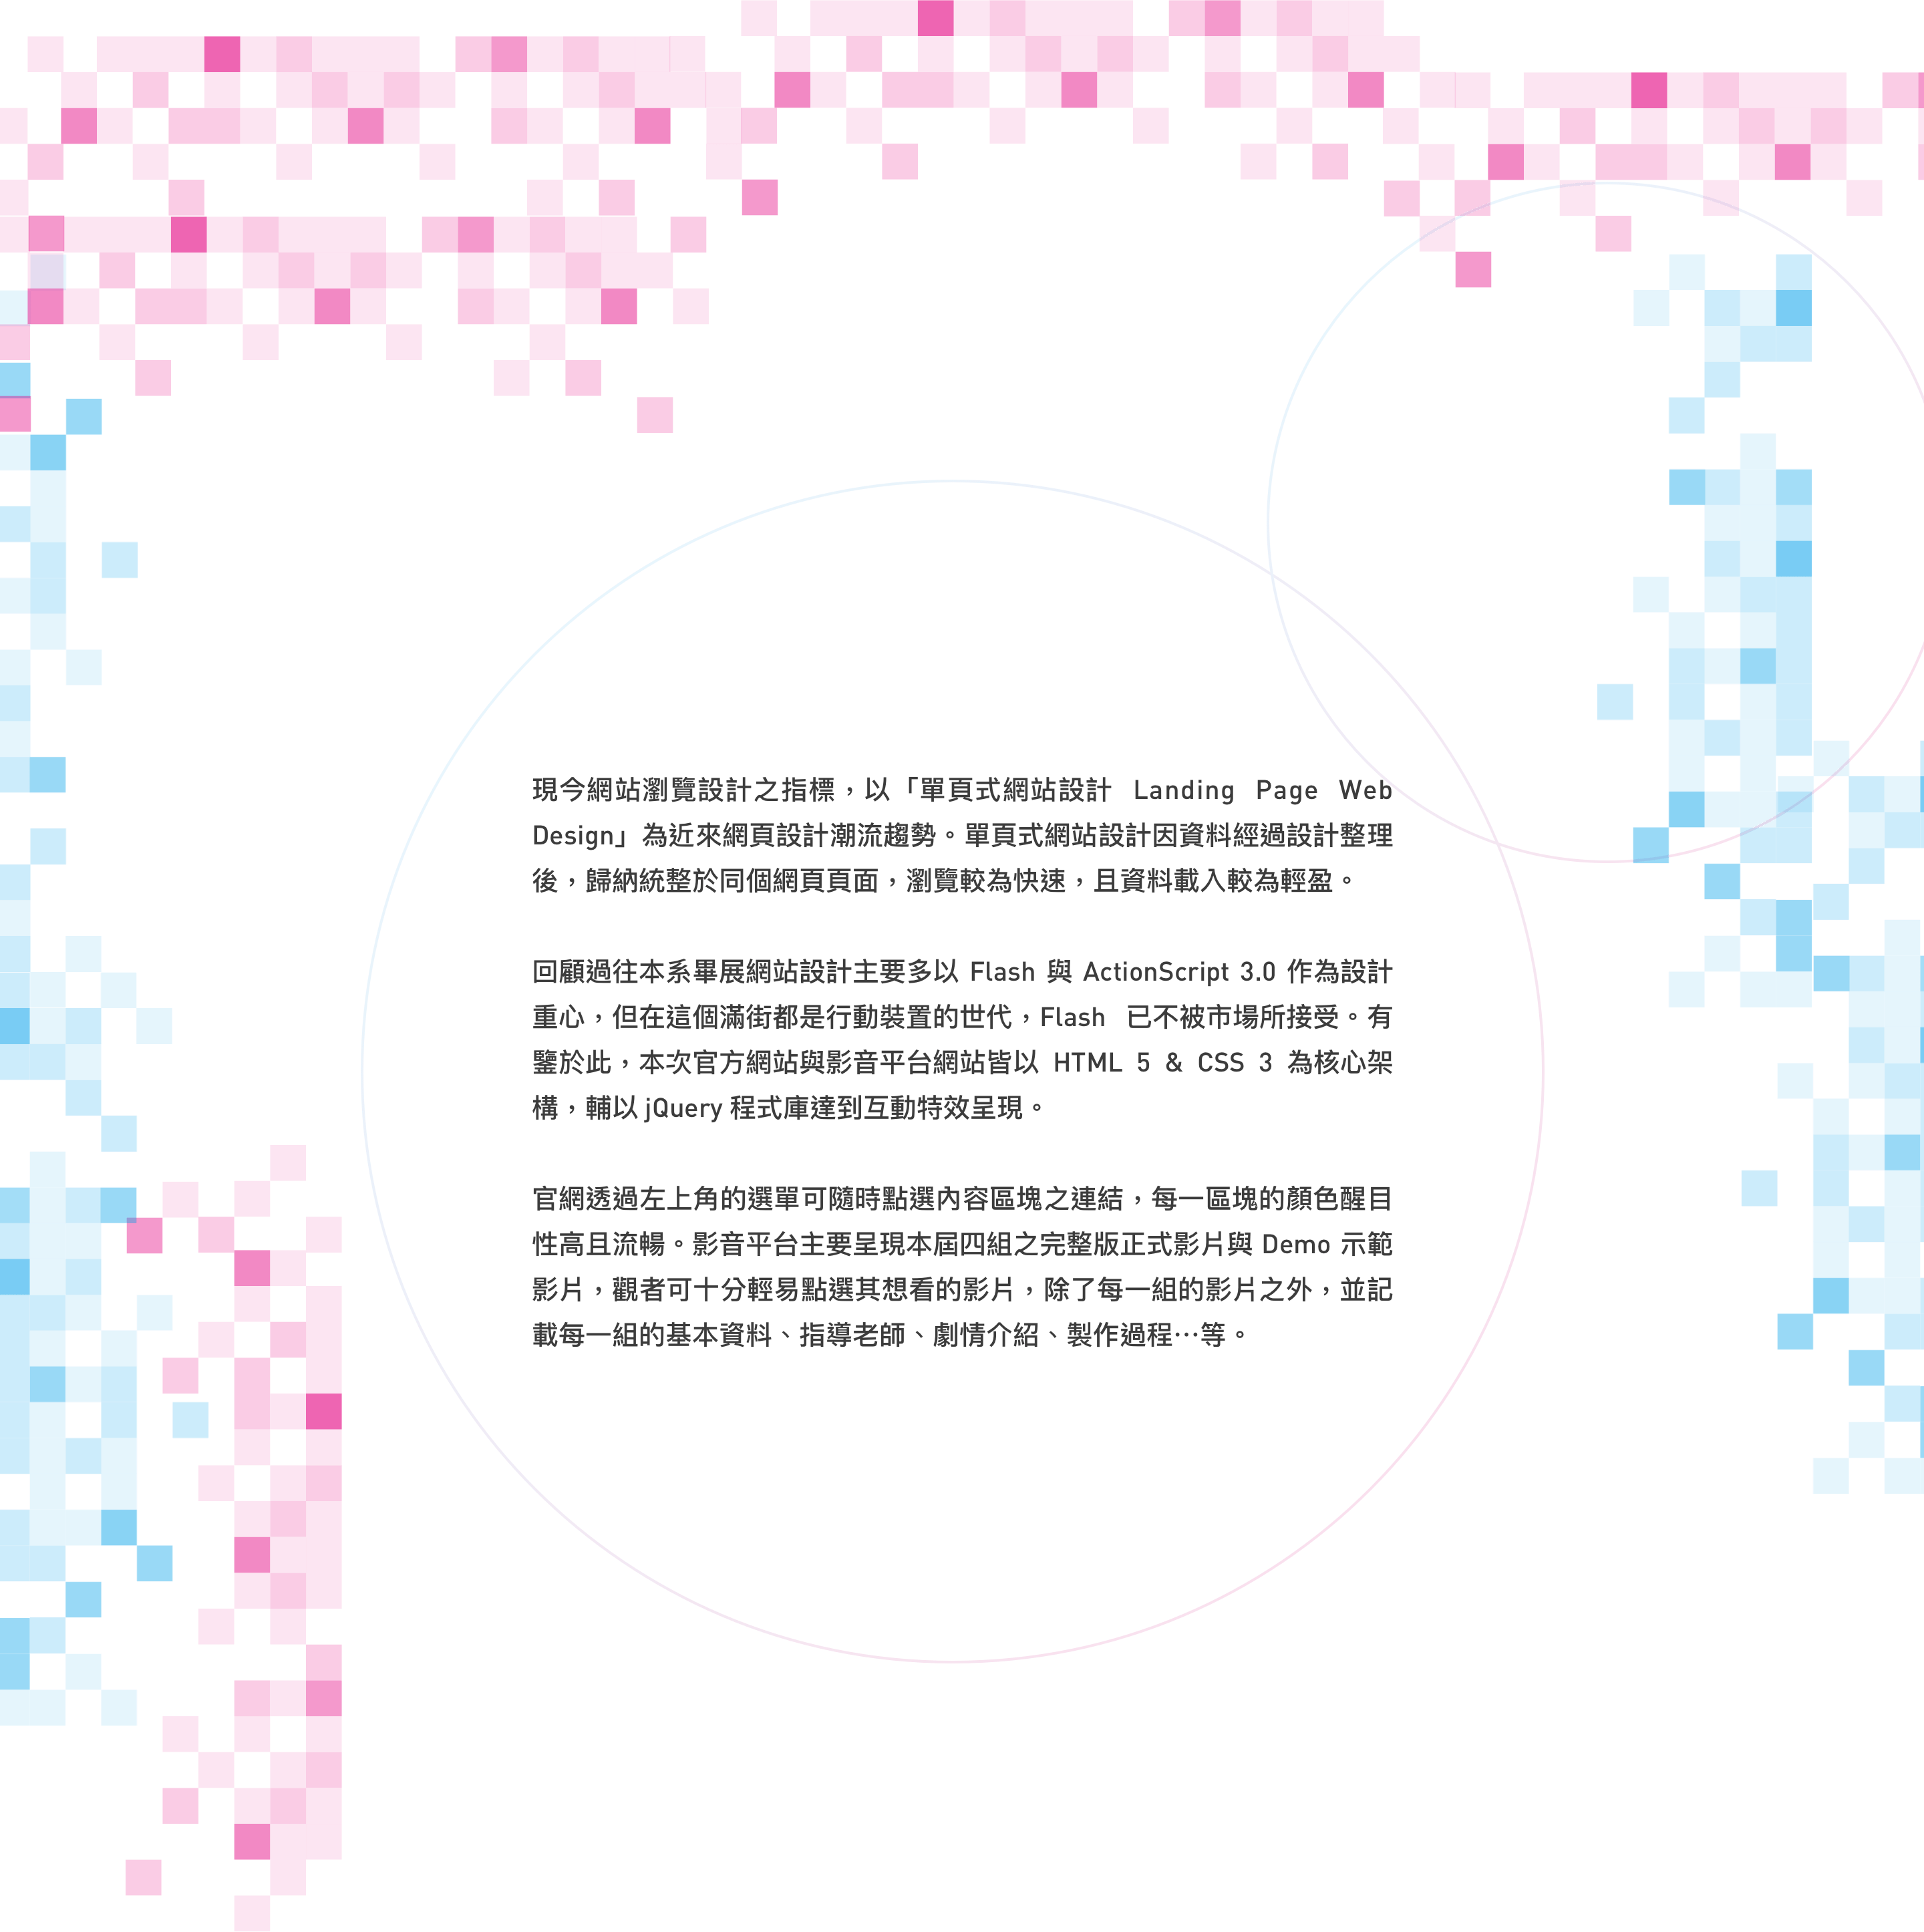 現今網站瀏覽設計之指標，以「單頁式網站設計 Landing Page Web
Design」為近來網頁設計潮流趨勢。單頁式網站設計因資料經過設計整理
後，歸納統整於同個網頁頁面，瀏覽較為快速，且資料載入較為輕盈。
回顧過往本系畢展網站設計主要多以 Flash 與 ActionScript 3.0 作為設計
重心，但在這個滿街都是行動裝置的世代，Flash 已不被市場所接受。有
鑒於此，本次官方網站與影音平台網站皆以 HTML 5 & CSS 3 為核心架
構，輔以 jQuery 程式庫達到互動特效呈現。
官網透過左上角的選單可隨時點選內容區塊之連結，每一區塊的顏色醒目
性高且流暢。影音平台主要呈現本屆四組之完整版正式影片與 Demo 示範
影片，觀者可十分輕易點選其想看的影片，除了每一組的影片之外，並記
載每一組的基本資料、指導老師、劇情介紹、製作過程…等。